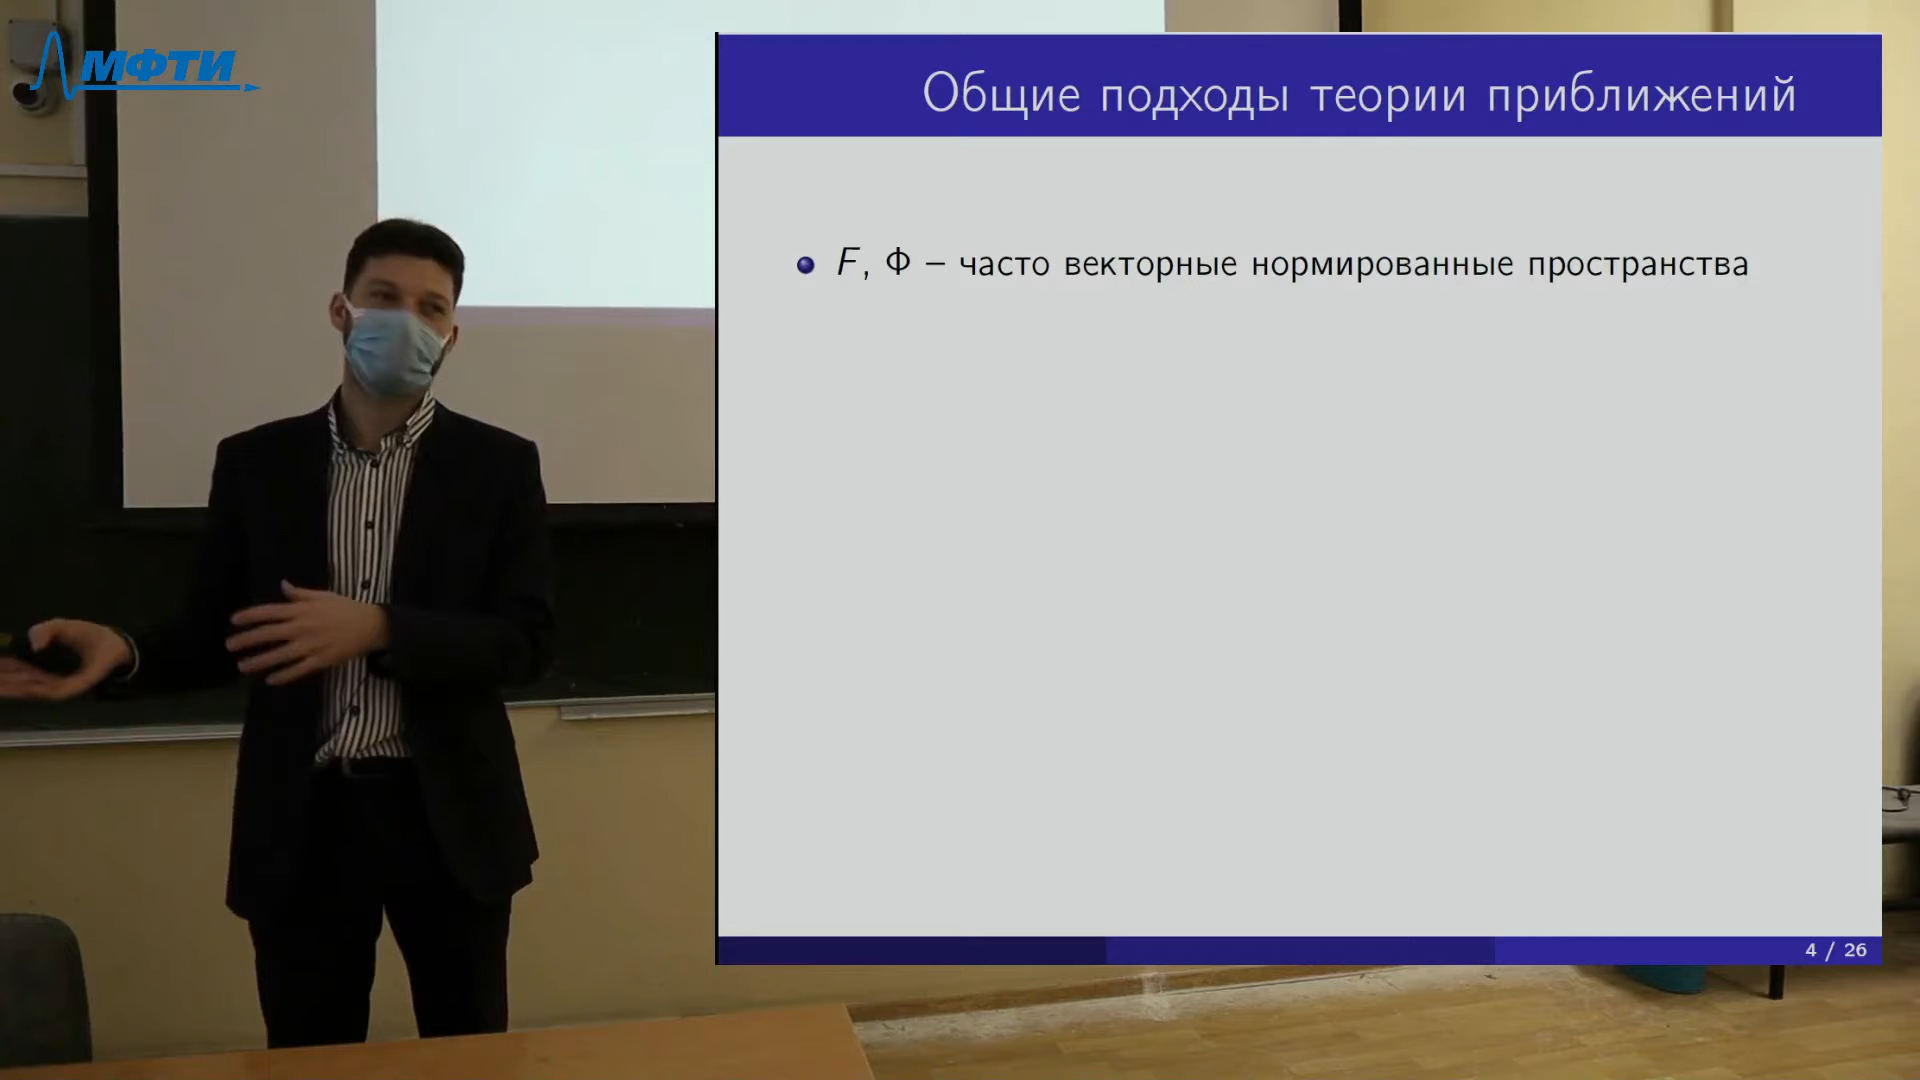 МФТИ
Общие подходы теории приближений
F, Φ – часто векторные нормированные пространства
4 / 26